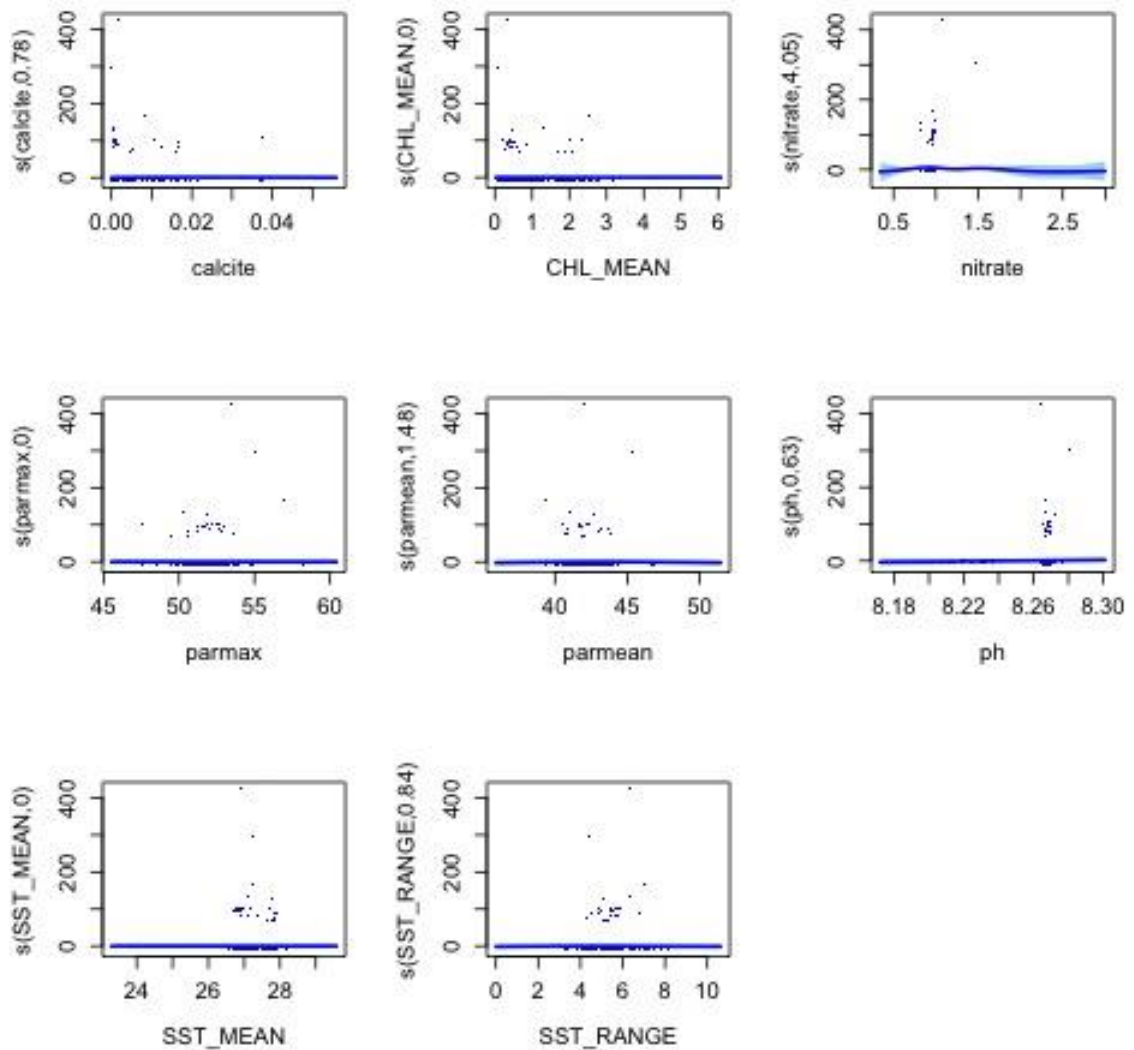 s(calcite,0.78)
400
200
0
0.00 0.02 0.04
calcite
s(CHL_MEAN,0)
400
200
0
0 1 2 3 4 5 6
CHL_MEAN
s(nitrate,4.05)
400
200
0
0.5 1.5 2.5
nitrate
s(parmax,0)
400
200
0
45 50 55 60
parmax
s(parmean,1.48)
400
200
0
40 45 50
parmean
s(ph,0.63)
400
200
0
8.18 8.22 8.26 8.30
ph
s(SST_MEAN,0)
400
200
0
24 26 28
SST_MEAN
s(SST_RANGE,0.84)
400
200
0
0 2 4 6 8 10
SST_RANGE